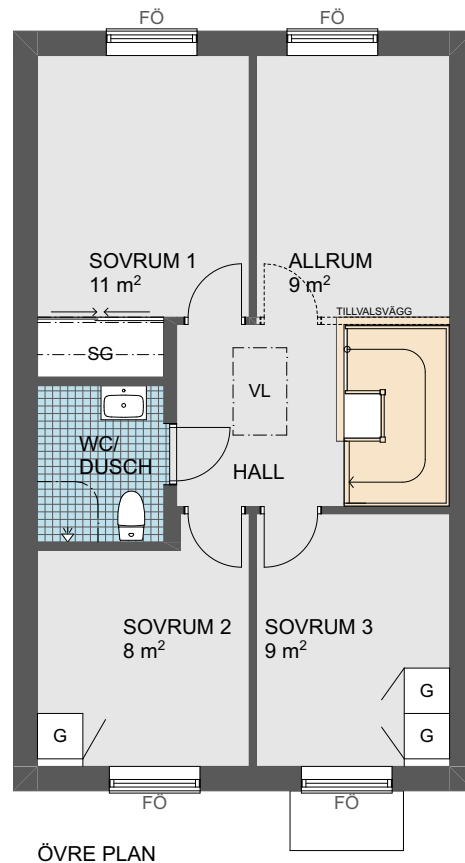 FÖ
FÖ
SOVRUM 1
11 m²
ALLRUM
9 m²
TILLVALSVÄGG
SG
VL
WC/
DUSCH
HALL
SOVRUM 2
8 m²
SOVRUM 3
9 m²
G
G
G
FÖ
FÖ
ÖVRE PLAN